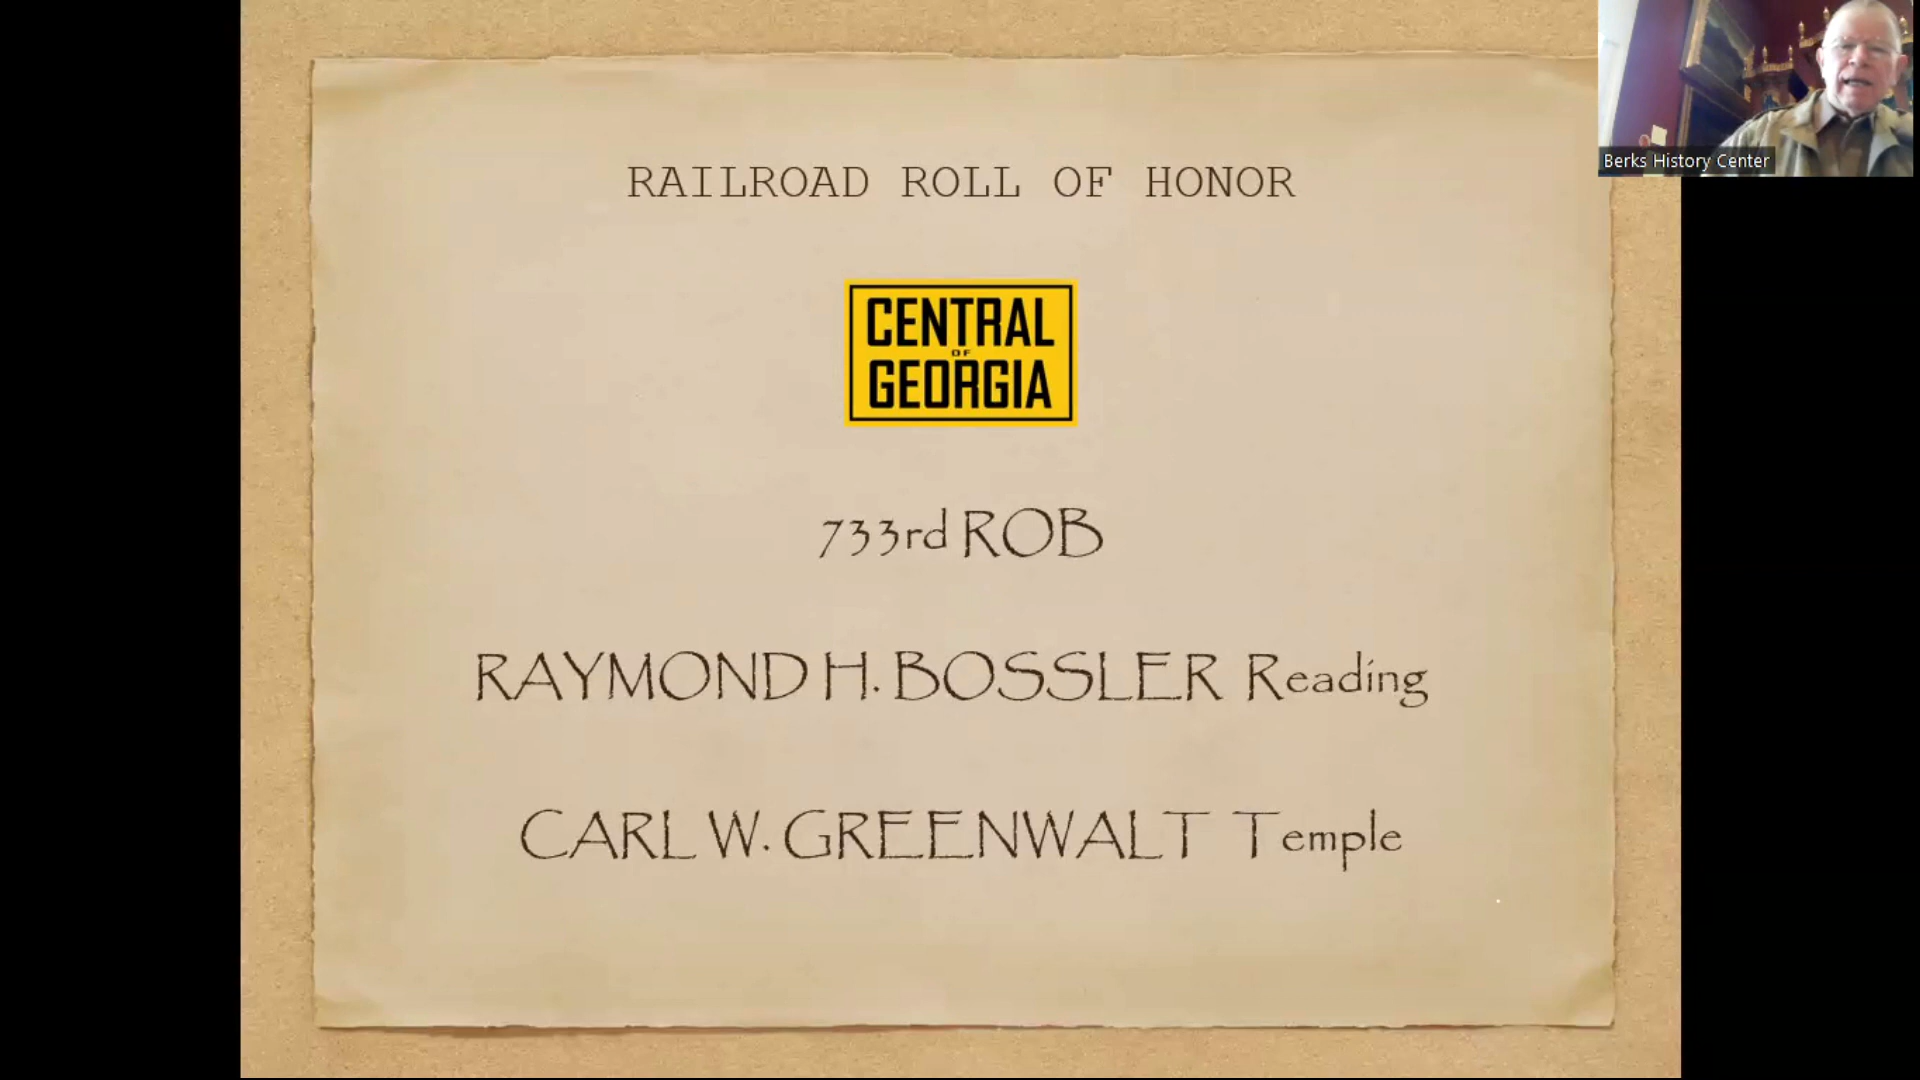 Berks History Center
RAILROAD ROLL OF HONOR
CENTRAL
OF
GEORGIA
733rd ROB
RAYMOND H. BOSSLER Reading
CARL W. GREENWALT Temple